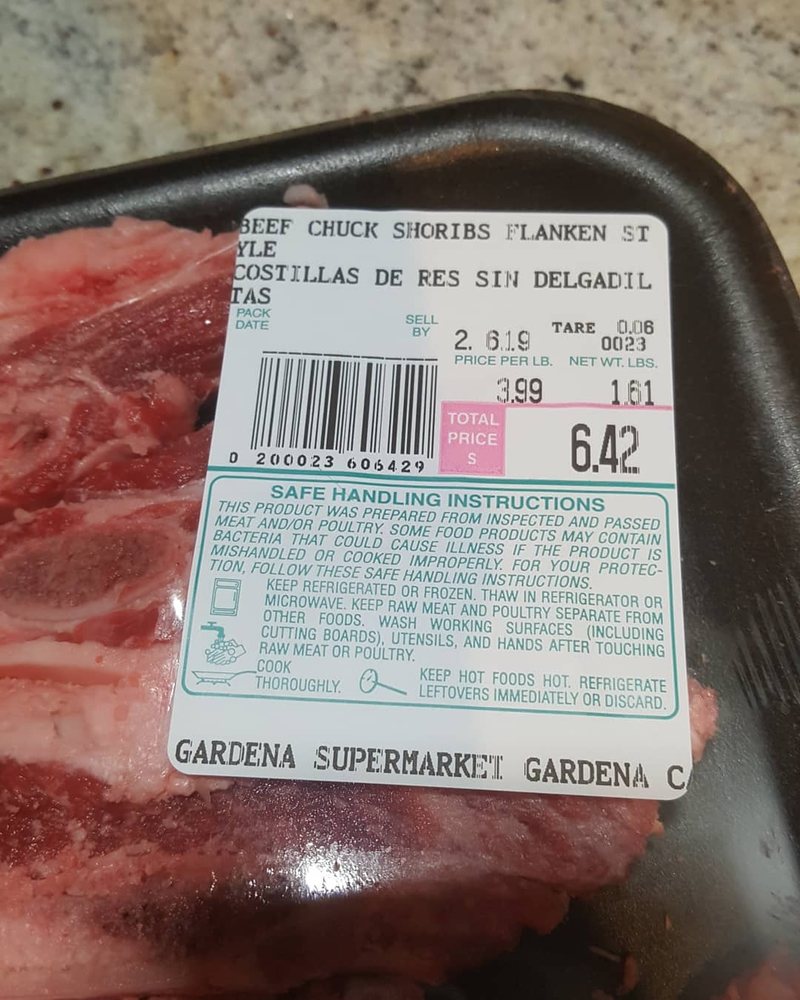 BEEF CHUCK SHORIBS FLANKEN ST
YLE
COSTILLAS DE RES SIN DELGADIL
TAS
PACK
DATE
SELL
BY
2. 6.19
TARE 0.06
0023
PRICE PER LB. NET WT. LBS.
3.99 1.61
TOTAL
PRICE
S
6.42
0 200023 606429
SAFE HANDLING INSTRUCTIONS
THIS PRODUCT WAS PREPARED FROM INSPECTED AND PASSED
MEAT AND/OR POULTRY. SOME FOOD PRODUCTS MAY CONTAIN
BACTERIA THAT COULD CAUSE ILLNESS IF THE PRODUCT IS
MISHANDLED OR COOKED IMPROPERLY. FOR YOUR PROTEC-
TION, FOLLOW THESE SAFE HANDLING INSTRUCTIONS.
KEEP REFRIGERATED OR FROZEN. THAW IN REFRIGERATOR OR
MICROWAVE. KEEP RAW MEAT AND POULTRY SEPARATE FROM
OTHER FOODS. WASH WORKING SURFACES (INCLUDING
CUTTING BOARDS), UTENSILS, AND HANDS AFTER TOUCHING
RAW MEAT OR POULTRY.
COOK
THOROUGHLY.
KEEP HOT FOODS HOT. REFRIGERATE
LEFTOVERS IMMEDIATELY OR DISCARD.
GARDENA SUPERMARKET GARDENA C